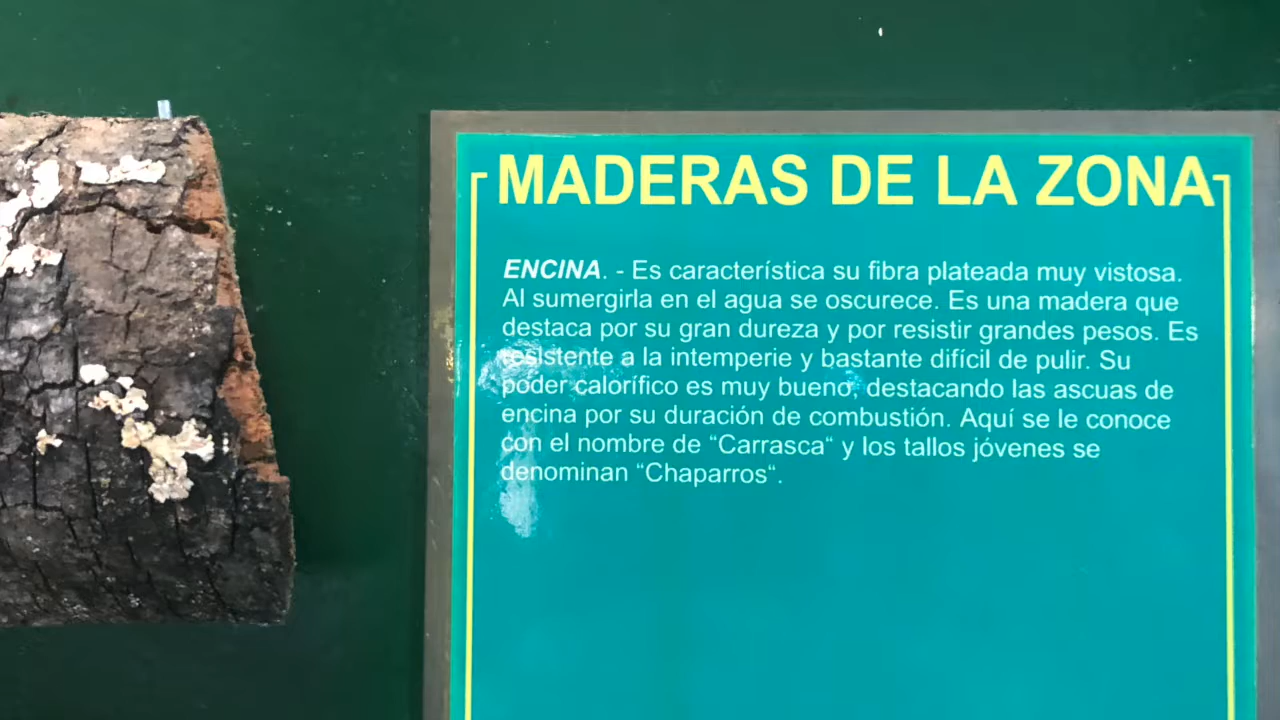 MADERAS DE LA ZONA
ENCINA. - Es característica su fibra plateada muy vistosa.
Al sumergirla en el agua se oscurece. Es una madera que
destaca por su gran dureza y por resistir grandes pesos. Es
resistente a la intemperie y bastante difícil de pulir. Su
poder calorífico es muy bueno, destacando las ascuas de
encina por su duración de combustión. Aquí se le conoce
con el nombre de “Carrasca“ y los tallos jóvenes se
denominan “Chaparros“.